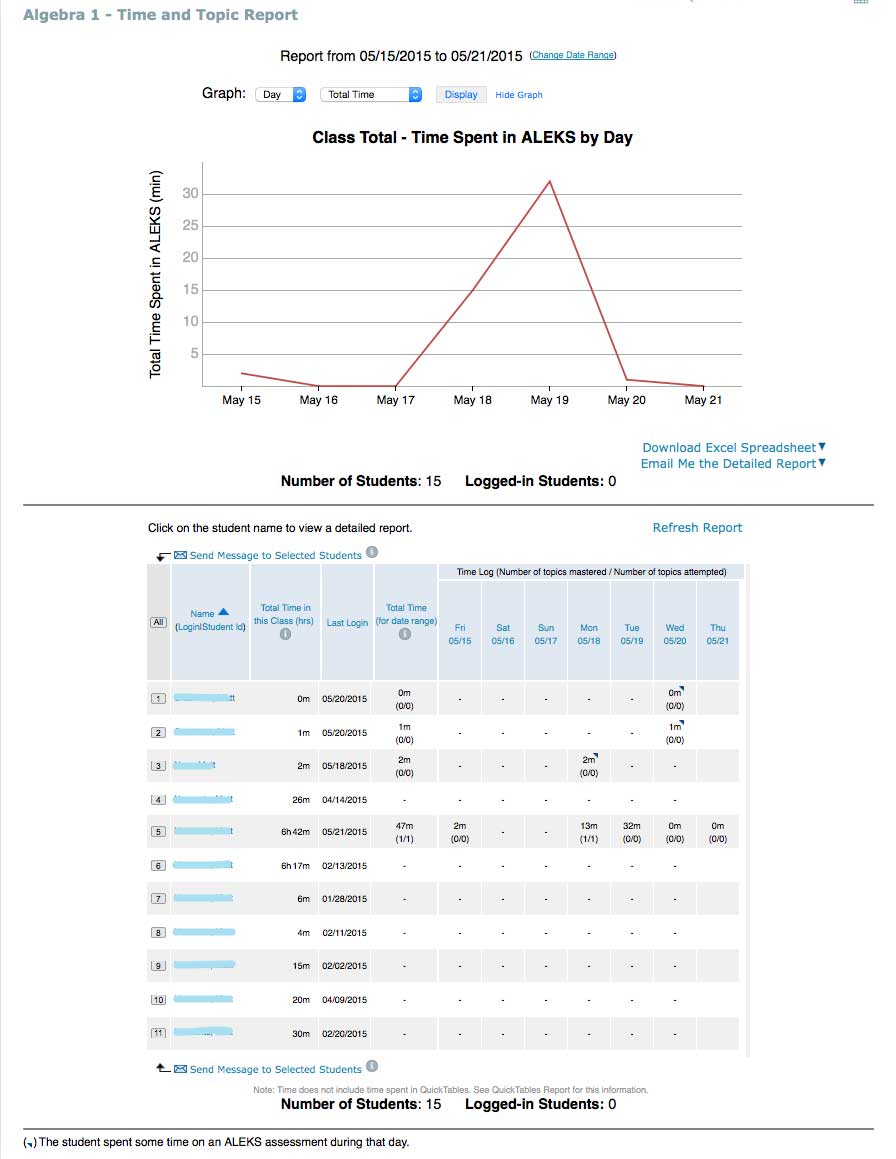 Algebra 1 - Time and Topic Report
Report from 05/15/2015 to 05/21/2015 (Change Date Range)
Graph: Day Total Time Display Hide Graph
Class Total - Time Spent in ALEKS by Day
Total Time Spent in ALEKS (min)
30
25
20
15
10
5
May 15 May 16 May 17 May 18 May 19 May 20 May 21
Download Excel Spreadsheet
Email Me the Detailed Report
Number of Students: 15 Logged-in Students: 0
Click on the student name to view a detailed report. Refresh Report
Send Message to Selected Students
Time Log (Number of topics mastered / Number of topics attempted)
All Name (Login|Student Id) Total Time in this Class (hrs) Last Login Total Time (for date range) Fri 05/15 Sat 05/16 Sun 05/17 Mon 05/18 Tue 05/19 Wed 05/20 Thu 05/21
1 tt 0m 05/20/2015 0m (0/0) - - - - - 0m (0/0)
2 1m 05/20/2015 1m (0/0) - - - - - 1m (0/0)
3 t 2m 05/18/2015 2m (0/0) - - - 2m (0/0) - -
4 t 26m 04/14/2015 - - - - - - -
5 t 6h 42m 05/21/2015 47m (1/1) 2m (0/0) - - 13m (1/1) 32m (0/0) 0m (0/0) 0m (0/0)
6 t 6h 17m 02/13/2015 - - - - - - -
7 6m 01/28/2015 - - - - - - -
8 4m 02/11/2015 - - - - - - -
9 15m 02/02/2015 - - - - - - -
10 20m 04/09/2015 - - - - - - -
11 30m 02/20/2015 - - - - - - -
Send Message to Selected Students
Note: Time does not include time spent in QuickTables. See QuickTables Report for this information.
Number of Students: 15 Logged-in Students: 0
( ) The student spent some time on an ALEKS assessment during that day.